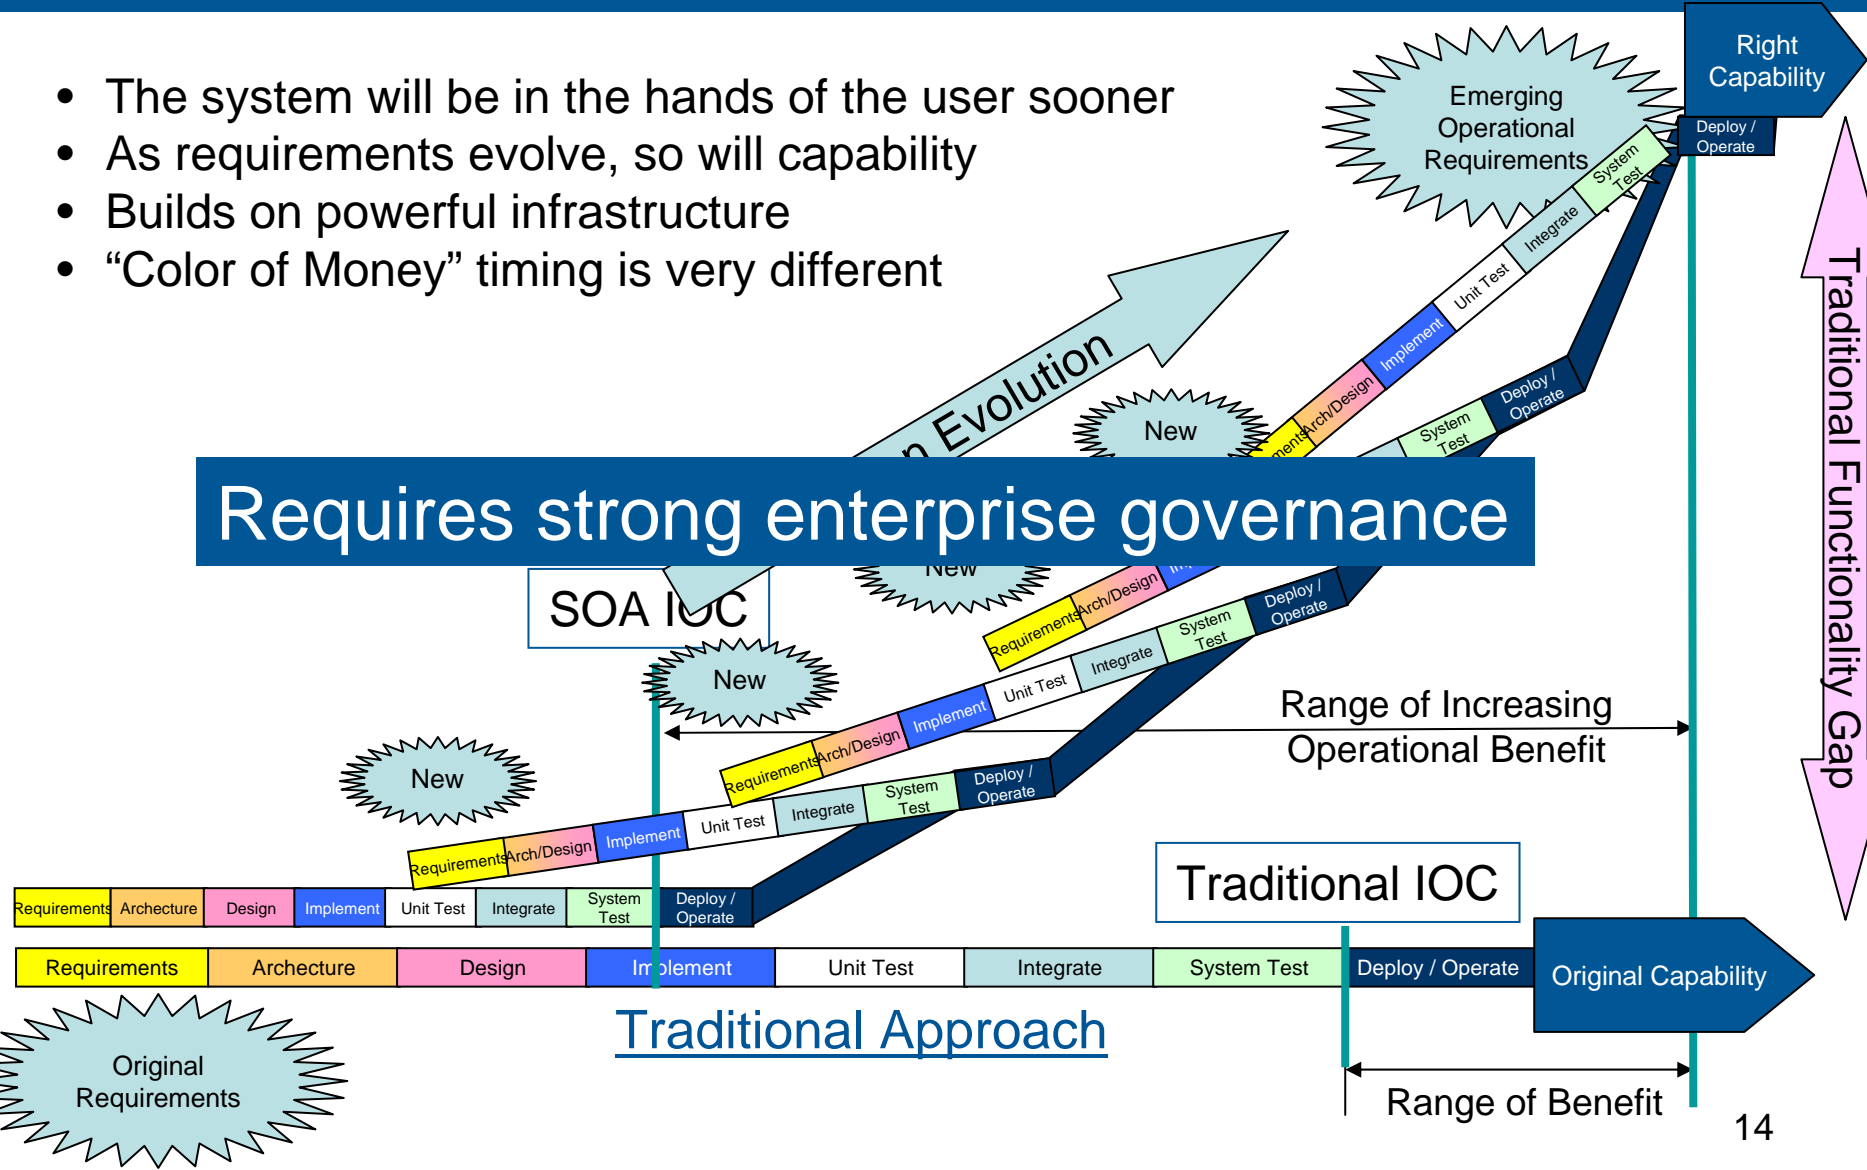 • The system will be in the hands of the user sooner
• As requirements evolve, so will capability
• Builds on powerful infrastructure
• “Color of Money” timing is very different
Right
Capability
Emerging
Operational
Requirements
Deploy /
Operate
System
Test
Integrate
Unit Test
Implement
Arch/Design
Traditional Functionality Gap
Evolution
New
Deploy /
Operate
System
Test
Requires strong enterprise governance
New
SOA IOC
Requirements
Arch/Design
Deploy /
Operate
System
Test
Integrate
Unit Test
Implement
Arch/Design
Requirements
New
Range of Increasing
Operational Benefit
New
Requirements
Arch/Design
Implement
Unit Test
Integrate
System
Test
Deploy /
Operate
Traditional IOC
Requirements
Archecture
Design
Implement
Unit Test
Integrate
System
Test
Deploy /
Operate
Requirements
Archecture
Design
Implement
Unit Test
Integrate
System Test
Deploy / Operate
Original Capability
Traditional Approach
Original
Requirements
Range of Benefit
14